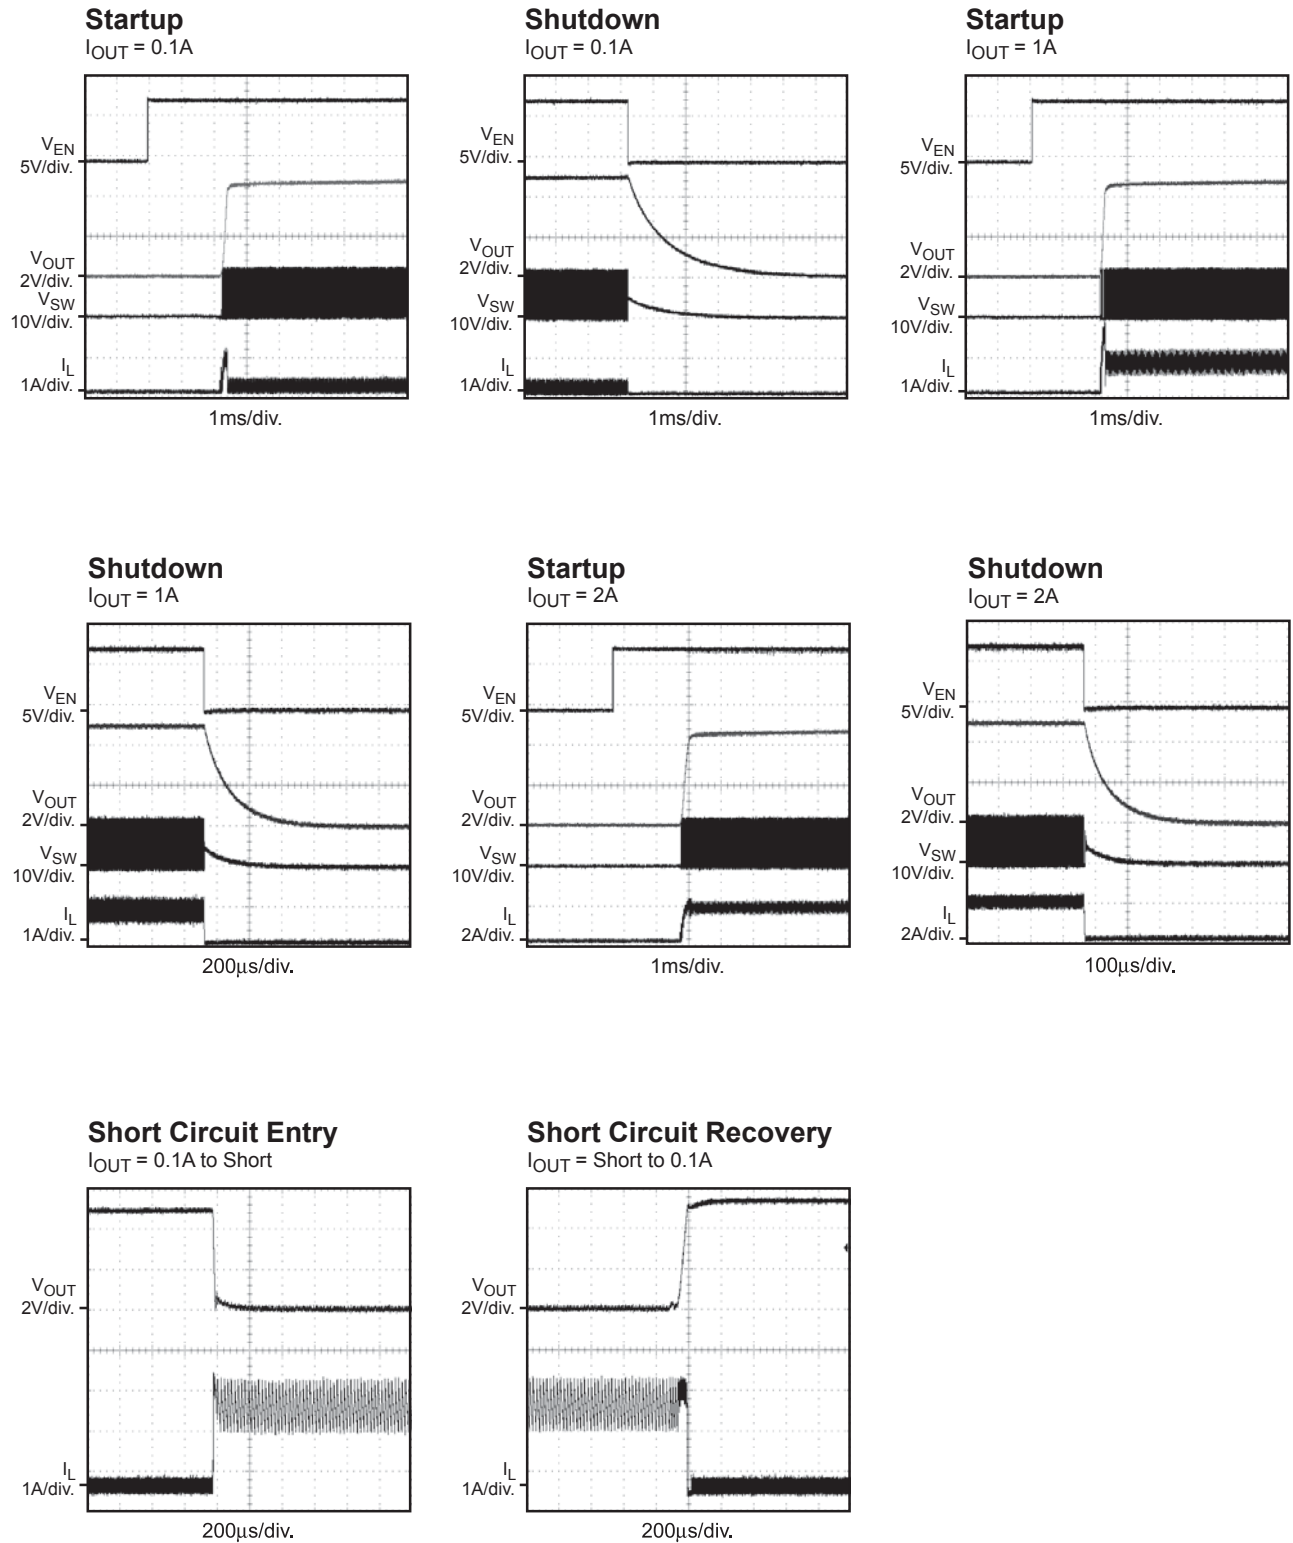 Startup
IOUT = 0.1A
VEN
5V/div.
VOUT
2V/div.
VSW
10V/div.
IL
1A/div.
1ms/div.
Shutdown
IOUT = 0.1A
VEN
5V/div.
VOUT
2V/div.
VSW
10V/div.
IL
1A/div.
1ms/div.
Startup
IOUT = 1A
VEN
5V/div.
VOUT
2V/div.
VSW
10V/div.
IL
1A/div.
1ms/div.
Shutdown
IOUT = 1A
VEN
5V/div.
VOUT
2V/div.
VSW
10V/div.
IL
1A/div.
200µs/div.
Startup
IOUT = 2A
VEN
5V/div.
VOUT
2V/div.
VSW
10V/div.
IL
2A/div.
1ms/div.
Shutdown
IOUT = 2A
VEN
5V/div.
VOUT
2V/div.
VSW
10V/div.
IL
2A/div.
100µs/div.
Short Circuit Entry
IOUT = 0.1A to Short
VOUT
2V/div.
IL
1A/div.
200µs/div.
Short Circuit Recovery
IOUT = Short to 0.1A
VOUT
2V/div.
IL
1A/div.
200µs/div.